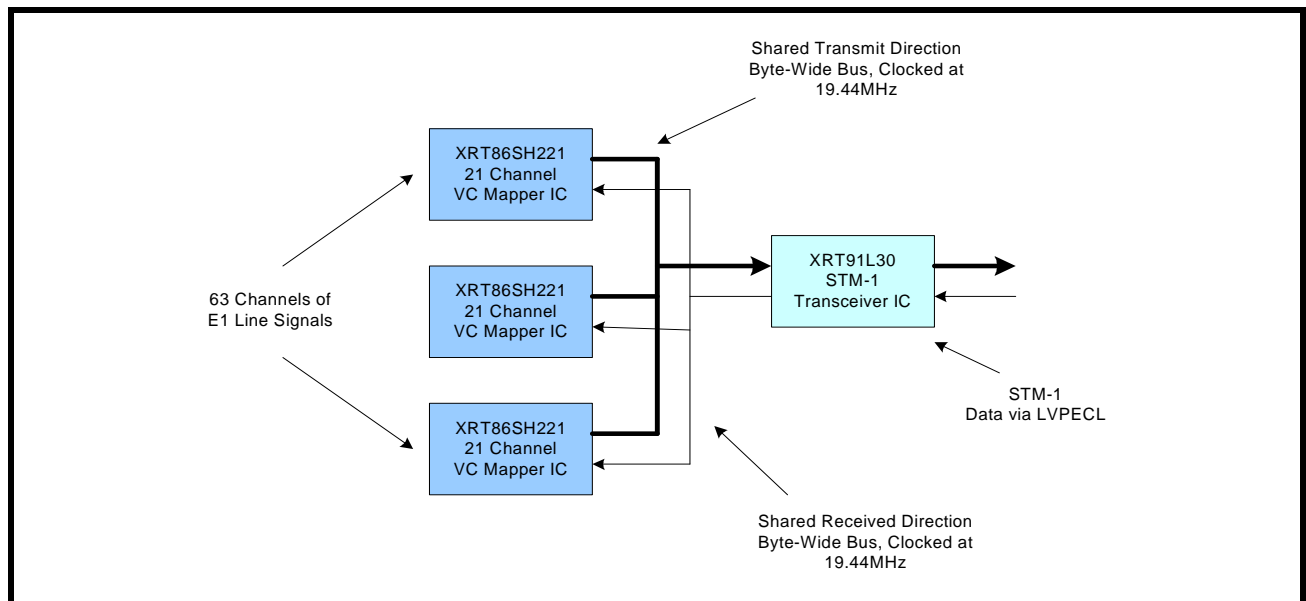 Shared Transmit Direction
Byte-Wide Bus, Clocked at
19.44MHz
XRT86SH221
21 Channel
VC Mapper IC
XRT91L30
STM-1
Transceiver IC
XRT86SH221
21 Channel
VC Mapper IC
63 Channels of
E1 Line Signals
STM-1
Data via LVPECL
XRT86SH221
21 Channel
VC Mapper IC
Shared Received Direction
Byte-Wide Bus, Clocked at
19.44MHz